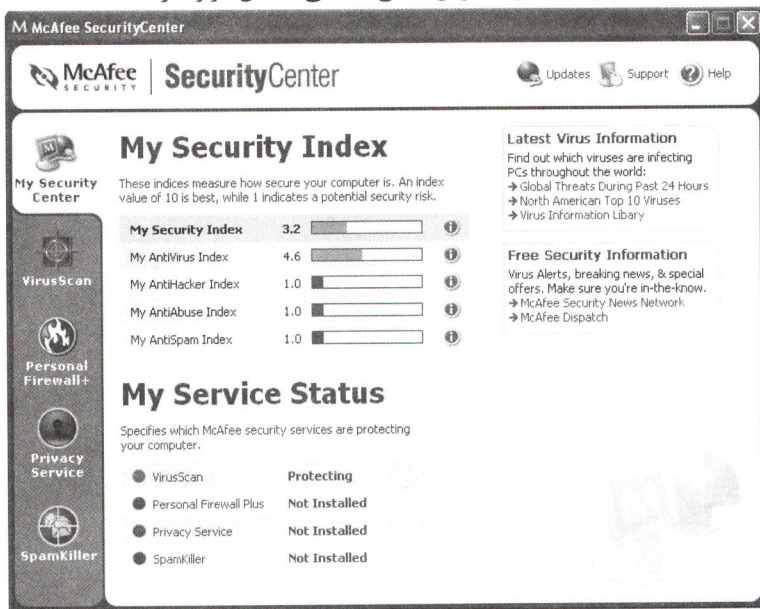 M McAfee SecurityCenter
McAfee SECURITY
SecurityCenter
Updates
Support
Help
My Security Center
VirusScan
Personal Firewall+
Privacy Service
SpamKiller
My Security Index
These indices measure how secure your computer is. An index
value of 10 is best, while 1 indicates a potential security risk.
My Security Index 3.2
My AntiVirus Index 4.6
My AntiHacker Index 1.0
My AntiAbuse Index 1.0
My AntiSpam Index 1.0
My Service Status
Specifies which McAfee security services are protecting
your computer.
VirusScan Protecting
Personal Firewall Plus Not Installed
Privacy Service Not Installed
SpamKiller Not Installed
Latest Virus Information
Find out which viruses are infecting
PCs throughout the world:
→ Global Threats During Past 24 Hours
→ North American Top 10 Viruses
→ Virus Information Libary
Free Security Information
Virus Alerts, breaking news, & special
offers. Make sure you're in-the-know.
→ McAfee Security News Network
→ McAfee Dispatch